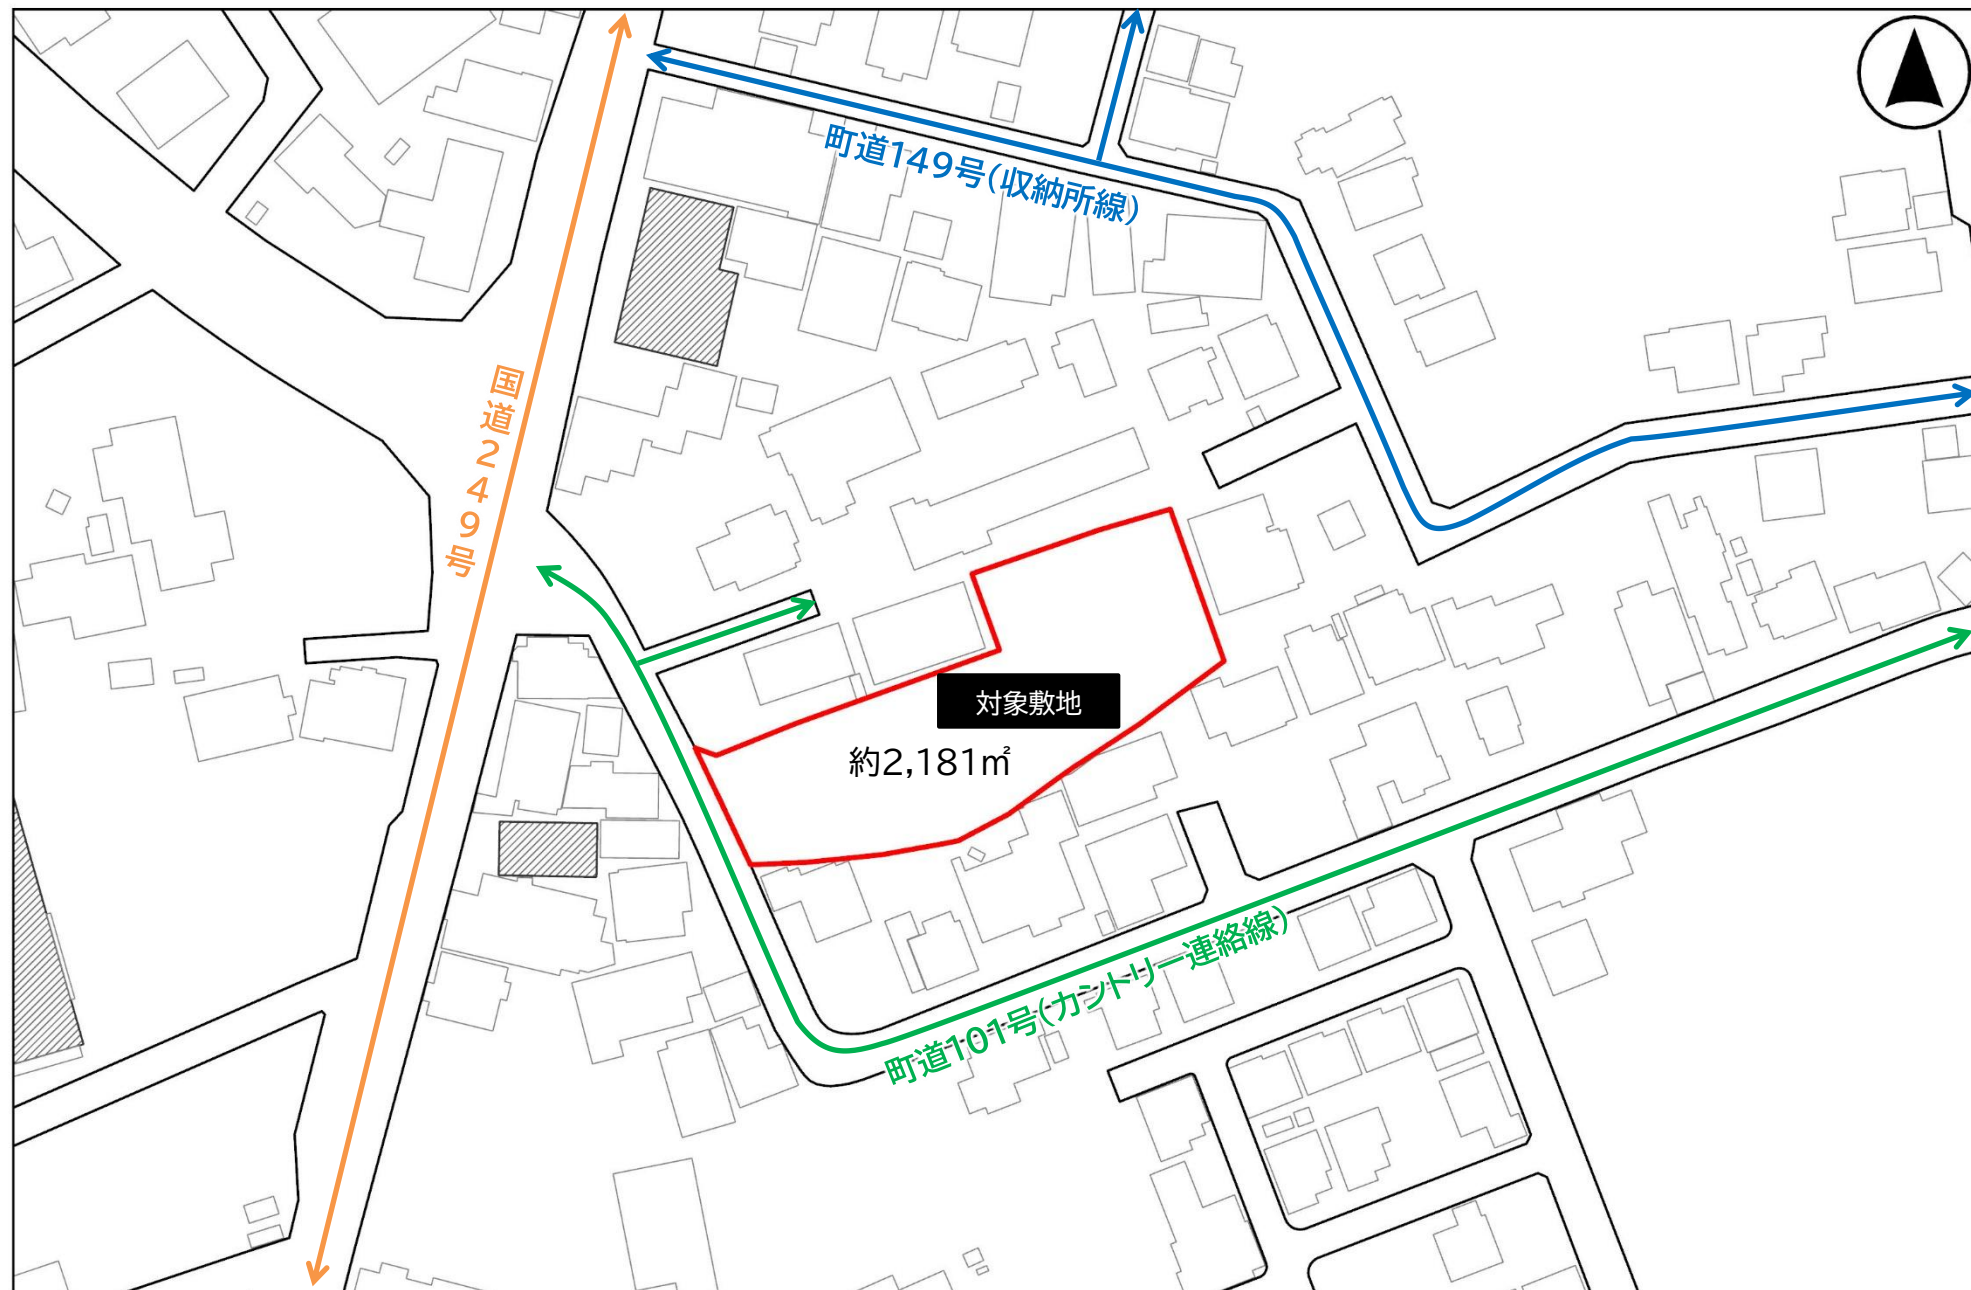 町道149号(収納所線)
国道249号
対象敷地
約2,181㎡
町道101号(カントリー連絡線)